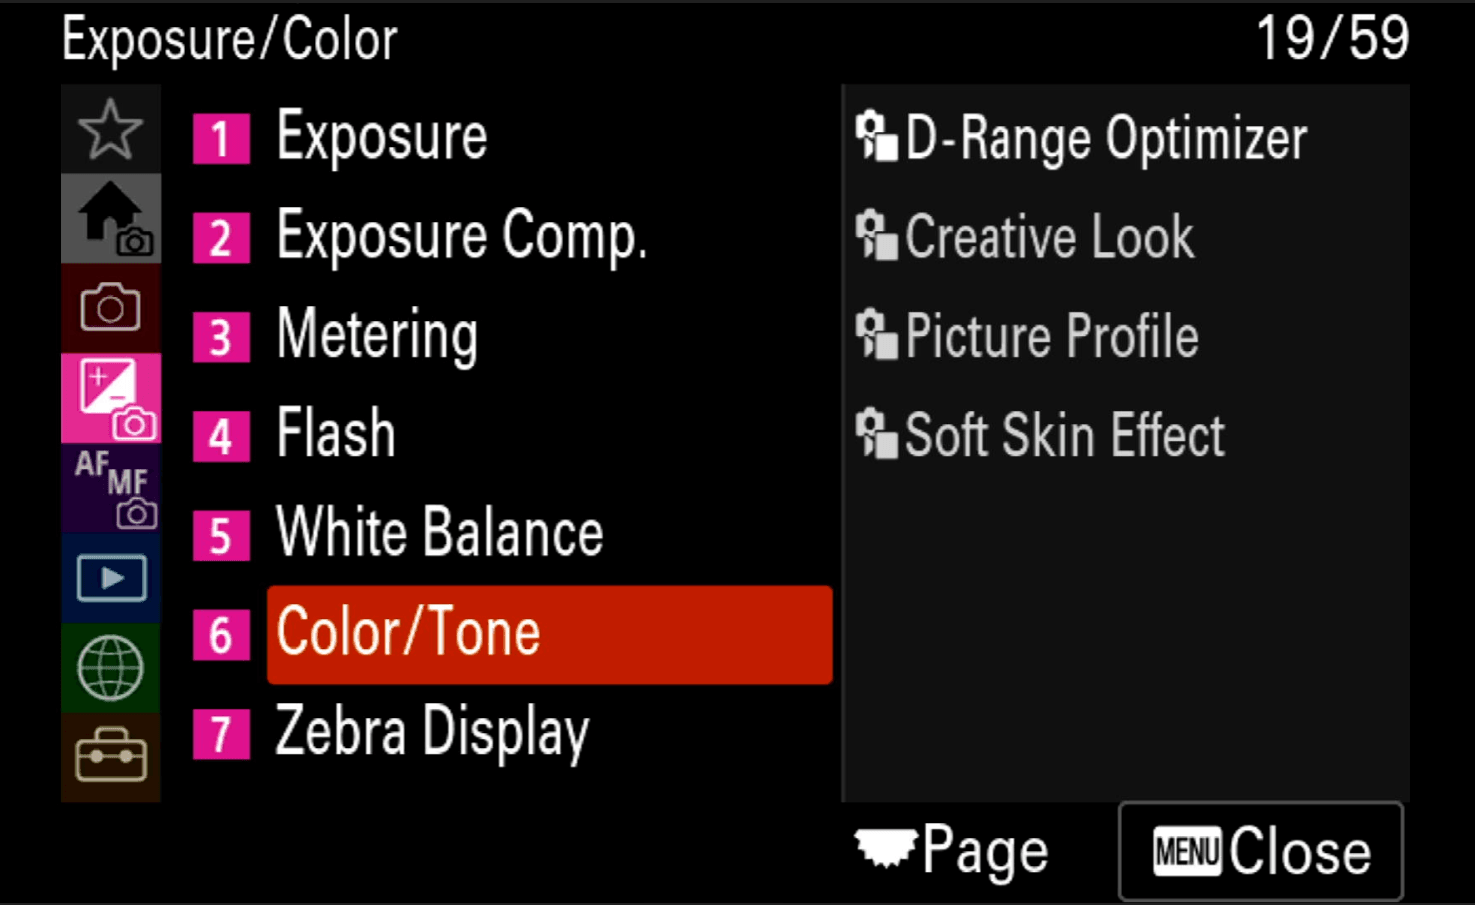 Exposure/Color 19/59
1 Exposure
2 Exposure Comp.
3 Metering
4 Flash
5 White Balance
6 Color/Tone
7 Zebra Display
AF MF
D-Range Optimizer
Creative Look
Picture Profile
Soft Skin Effect
Page
MENU Close